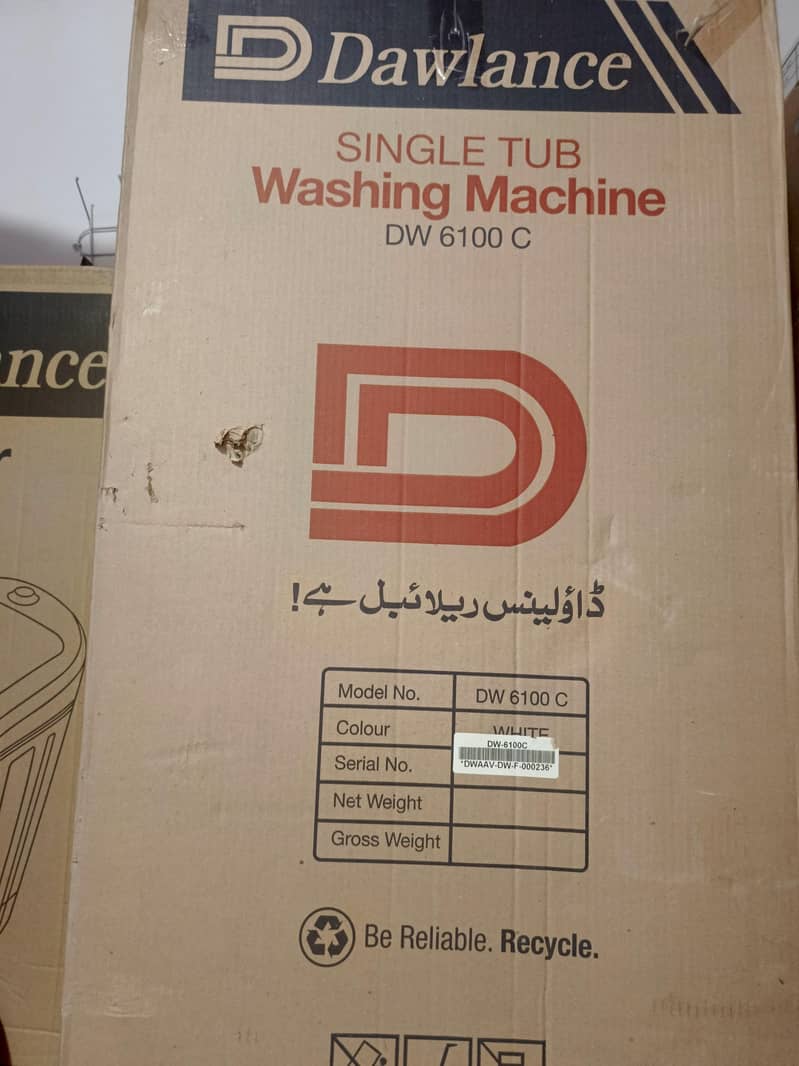 Dawlance
SINGLE TUB
Washing Machine
DW 6100 C
nce
r
ڈاؤلینس ریلائبل ہے!
Model No. DW 6100 C
Colour WHITE
DW-6100C
Serial No. *DWAAV-DW-F-000236*
Net Weight
Gross Weight
Be Reliable. Recycle.